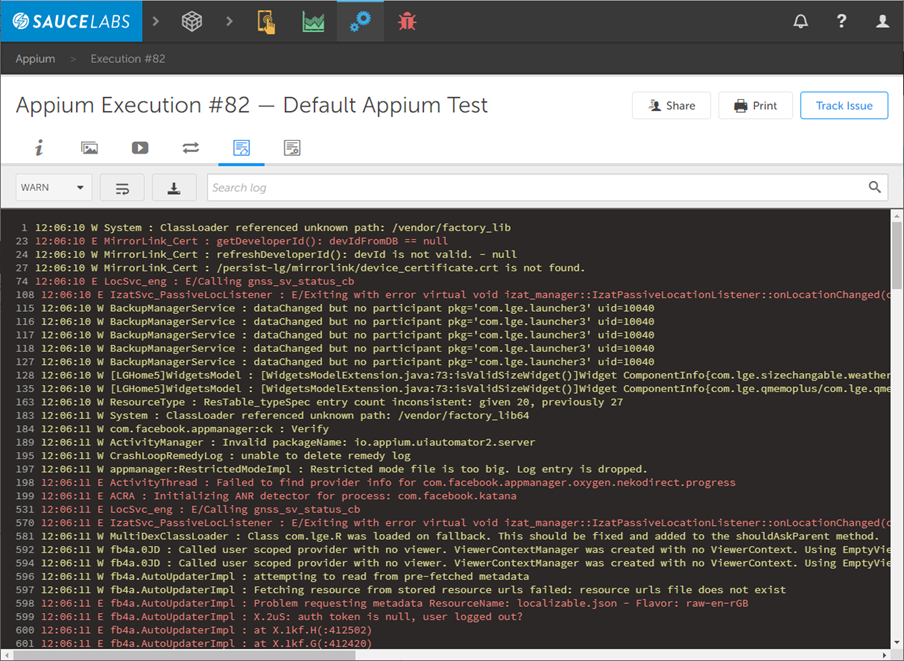 SAUCELABS
Appium > Execution #82
Appium Execution #82 — Default Appium Test
Share
Print
Track Issue
WARN
Search log
1 12:06:10 W System : ClassLoader referenced unknown path: /vendor/factory_lib
23 12:06:10 E MirrorLink_Cert : getDeveloperId(): devIdFromDB == null
24 12:06:10 W MirrorLink_Cert : refreshDeveloperId(): devId is not valid. - null
27 12:06:10 W MirrorLink_Cert : /persist-lg/mirrorlink/device_certificate.crt is not found.
74 12:06:10 E LocSvc_eng : E/Calling gnss_sv_status_cb
108 12:06:10 E IzatSvc_PassiveLocListener : E/Exiting with error virtual void izat_manager::IzatPassiveLocationListener::onLocationChanged(c
115 12:06:10 W BackupManagerService : dataChanged but no participant pkg='com.lge.launcher3' uid=10040
116 12:06:10 W BackupManagerService : dataChanged but no participant pkg='com.lge.launcher3' uid=10040
117 12:06:10 W BackupManagerService : dataChanged but no participant pkg='com.lge.launcher3' uid=10040
118 12:06:10 W BackupManagerService : dataChanged but no participant pkg='com.lge.launcher3' uid=10040
127 12:06:10 W BackupManagerService : dataChanged but no participant pkg='com.lge.launcher3' uid=10040
128 12:06:10 W [LGHome5]WidgetsModel : [WidgetsModelExtension.java:73:isValidSizeWidget()]Widget ComponentInfo{com.lge.sizechangable.weather
135 12:06:10 W [LGHome5]WidgetsModel : [WidgetsModelExtension.java:73:isValidSizeWidget()]Widget ComponentInfo{com.lge.qmemoplus/com.lge.qme
163 12:06:10 W ResourceType : ResTable_typeSpec entry count inconsistent: given 20, previously 27
183 12:06:11 W System : ClassLoader referenced unknown path: /vendor/factory_lib64
184 12:06:11 W com.facebook.appmanager:ck : Verify
189 12:06:11 W ActivityManager : Invalid packageName: io.appium.uiautomator2.server
195 12:06:11 W CrashLoopRemedyLog : unable to delete remedy log
197 12:06:11 W appmanager:RestrictedModeImpl : Restricted mode file is too big. Log entry is dropped.
198 12:06:11 E ActivityThread : Failed to find provider info for com.facebook.appmanager.oxygen.nekodirect.progress
199 12:06:11 E ACRA : Initializing ANR detector for process: com.facebook.katana
531 12:06:11 E LocSvc_eng : E/Calling gnss_sv_status_cb
570 12:06:11 E IzatSvc_PassiveLocListener : E/Exiting with error virtual void izat_manager::IzatPassiveLocationListener::onLocationChanged(c
581 12:06:11 W MultiDexClassLoader : Class com.lge.R was loaded on fallback. This should be fixed and added to the shouldAskParent method.
592 12:06:11 W fb4a.0JD : Called user scoped provider with no viewer. ViewerContextManager was created with no ViewerContext. Using EmptyVie
594 12:06:11 W fb4a.0JD : Called user scoped provider with no viewer. ViewerContextManager was created with no ViewerContext. Using EmptyVie
596 12:06:11 W fb4a.AutoUpdaterImpl : attempting to read from pre-fetched metadata
597 12:06:11 W fb4a.AutoUpdaterImpl : Fetching resource from stored resource urls failed: resource urls file does not exist
598 12:06:11 E fb4a.AutoUpdaterImpl : Problem requesting metadata ResourceName: localizable.json - Flavor: raw-en-rGB
599 12:06:11 E fb4a.AutoUpdaterImpl : X.2uS: auth token is null, user logged out?
600 12:06:11 E fb4a.AutoUpdaterImpl : at X.1kf.H(:412502)
601 12:06:11 E fb4a.AutoUpdaterImpl : at X.1kf.G(:412420)